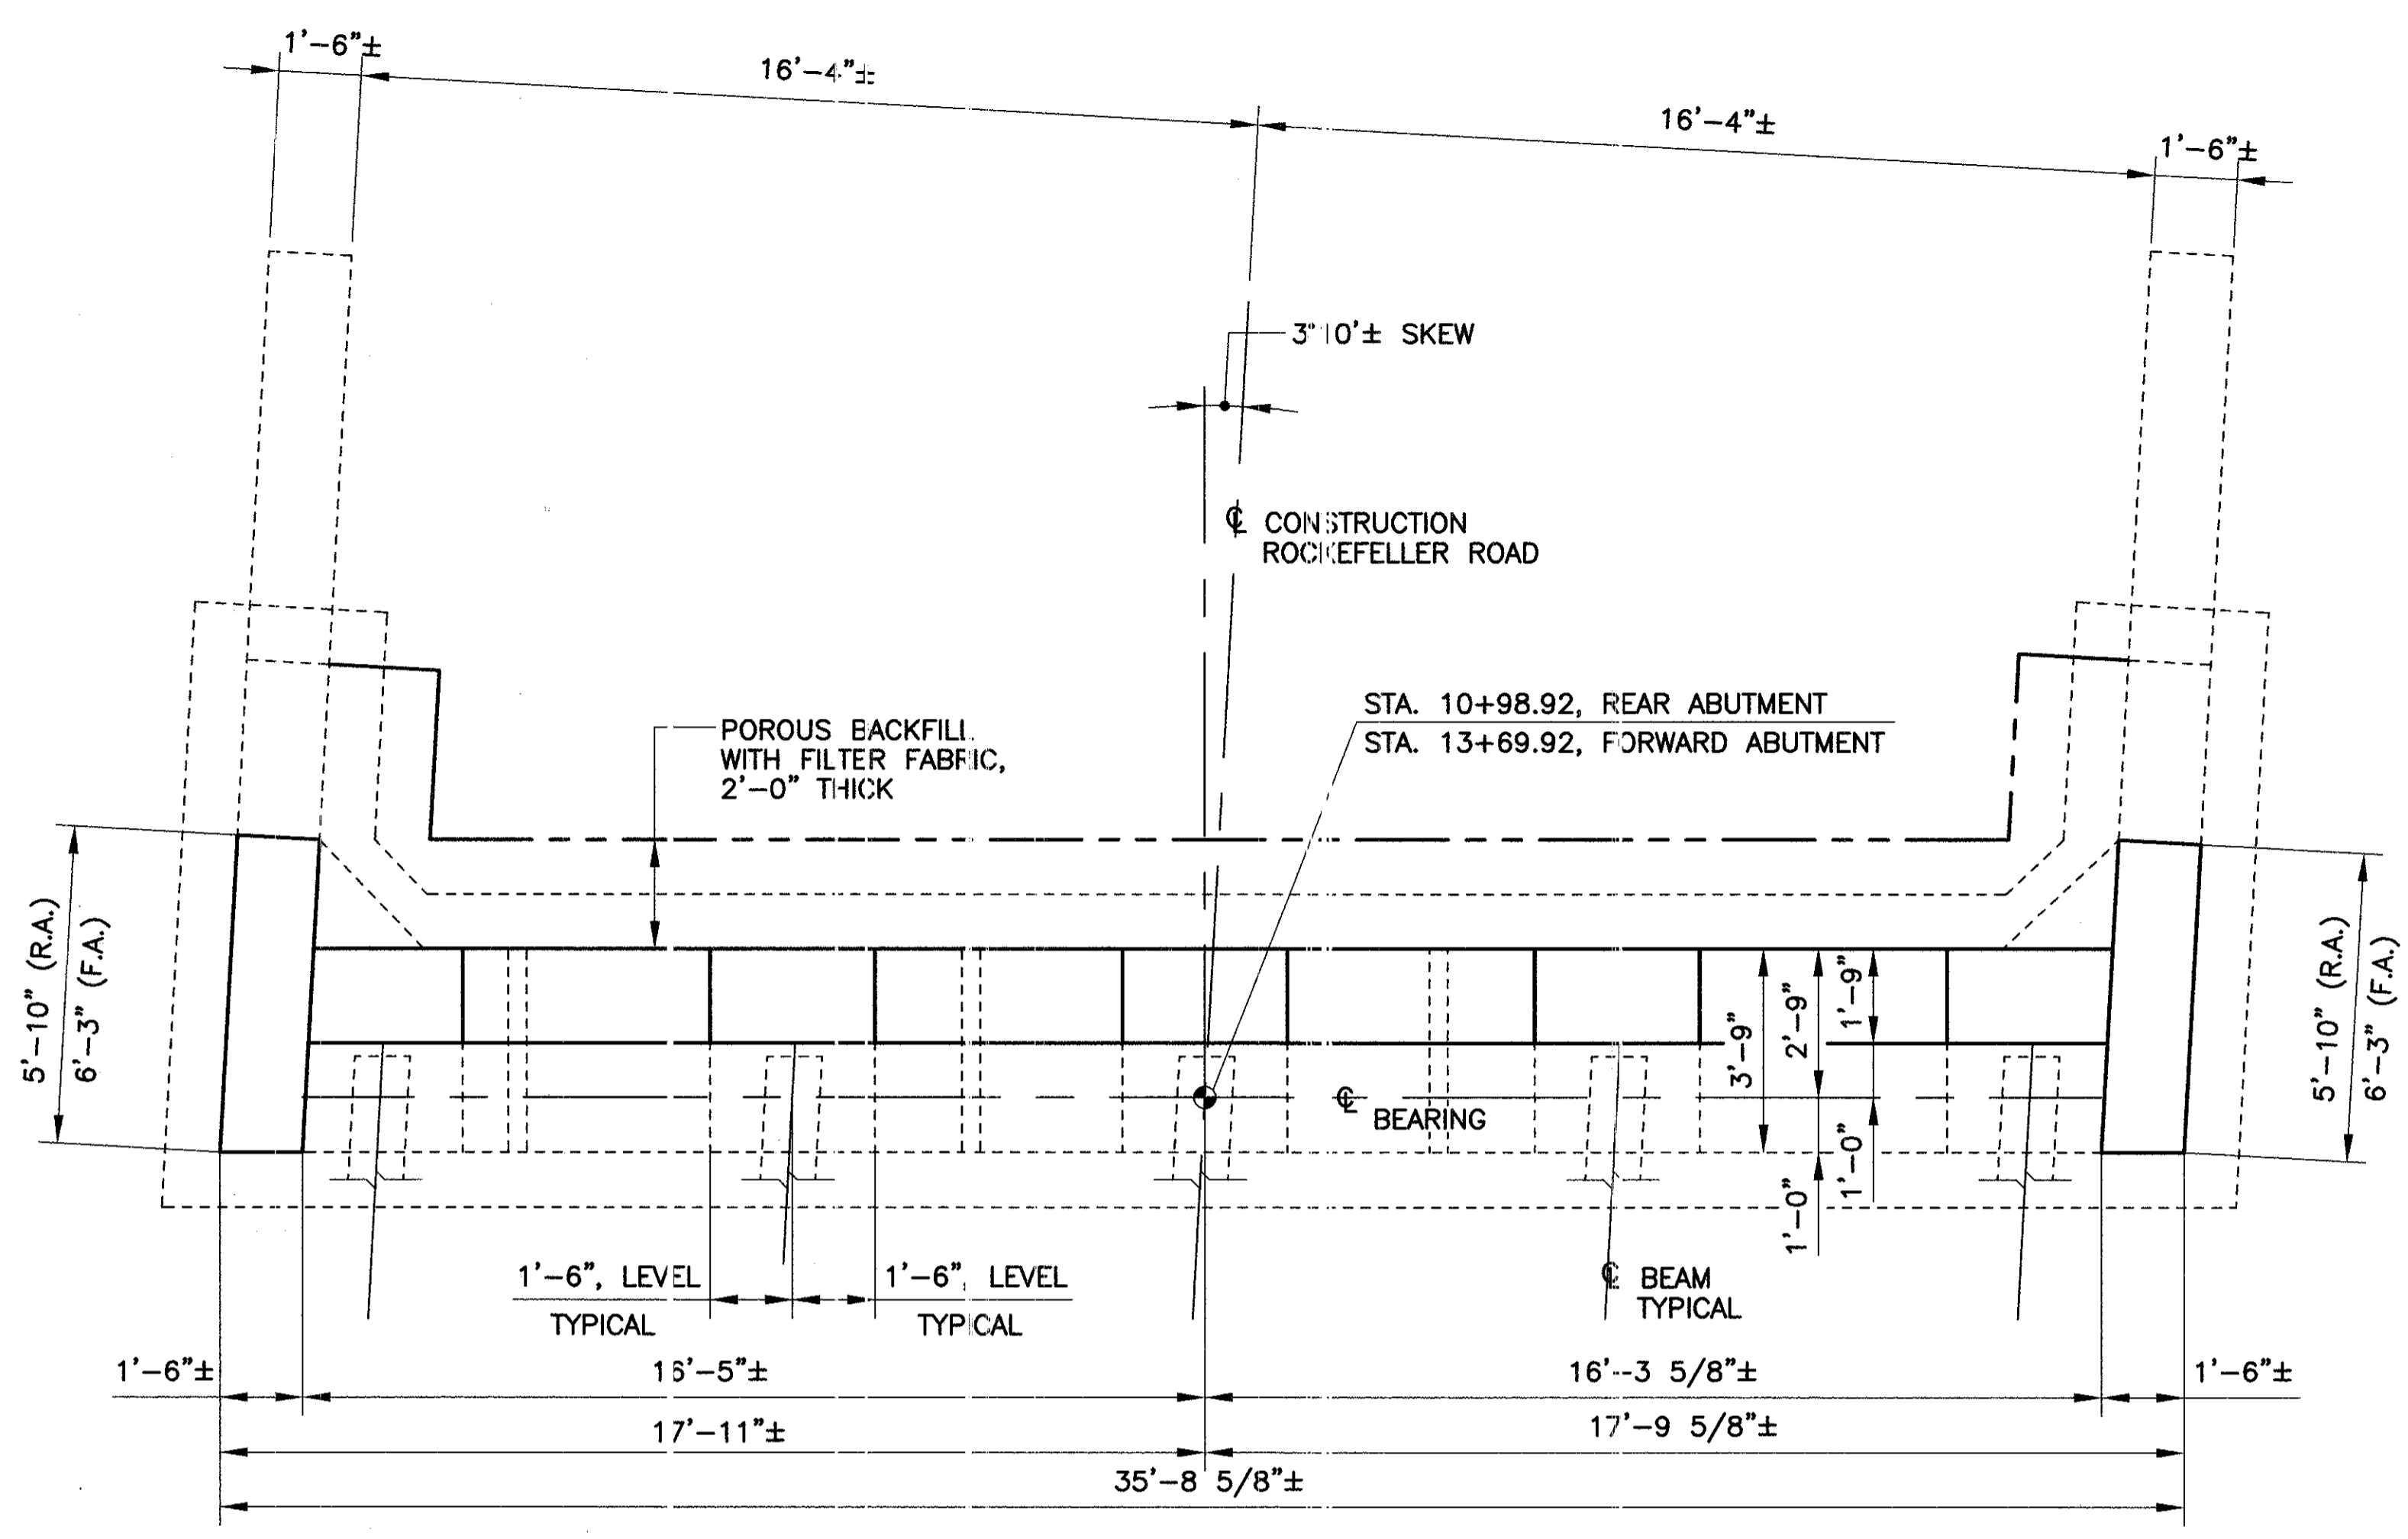 1'-6"±
16'-4"±
16'-4"±
1'-6"±
3°10'± SKEW
℄ CONSTRUCTION
ROCKEFELLER ROAD
STA. 10+98.92, REAR ABUTMENT
STA. 13+69.92, FORWARD ABUTMENT
POROUS BACKFILL
WITH FILTER FABRIC,
2'-0" THICK
5'-10" (R.A.)
6'-3" (F.A.)
3'-9"
2'-9"
1'-9"
1'-0"
1'-0"
5'-10" (R.A.)
6'-3" (F.A.)
℄ BEARING
1'-6", LEVEL
TYPICAL
1'-6", LEVEL
TYPICAL
℄ BEAM
TYPICAL
1'-6"±
16'-5"±
16'-3 5/8"±
1'-6"±
17'-11"±
17'-9 5/8"±
35'-8 5/8"±